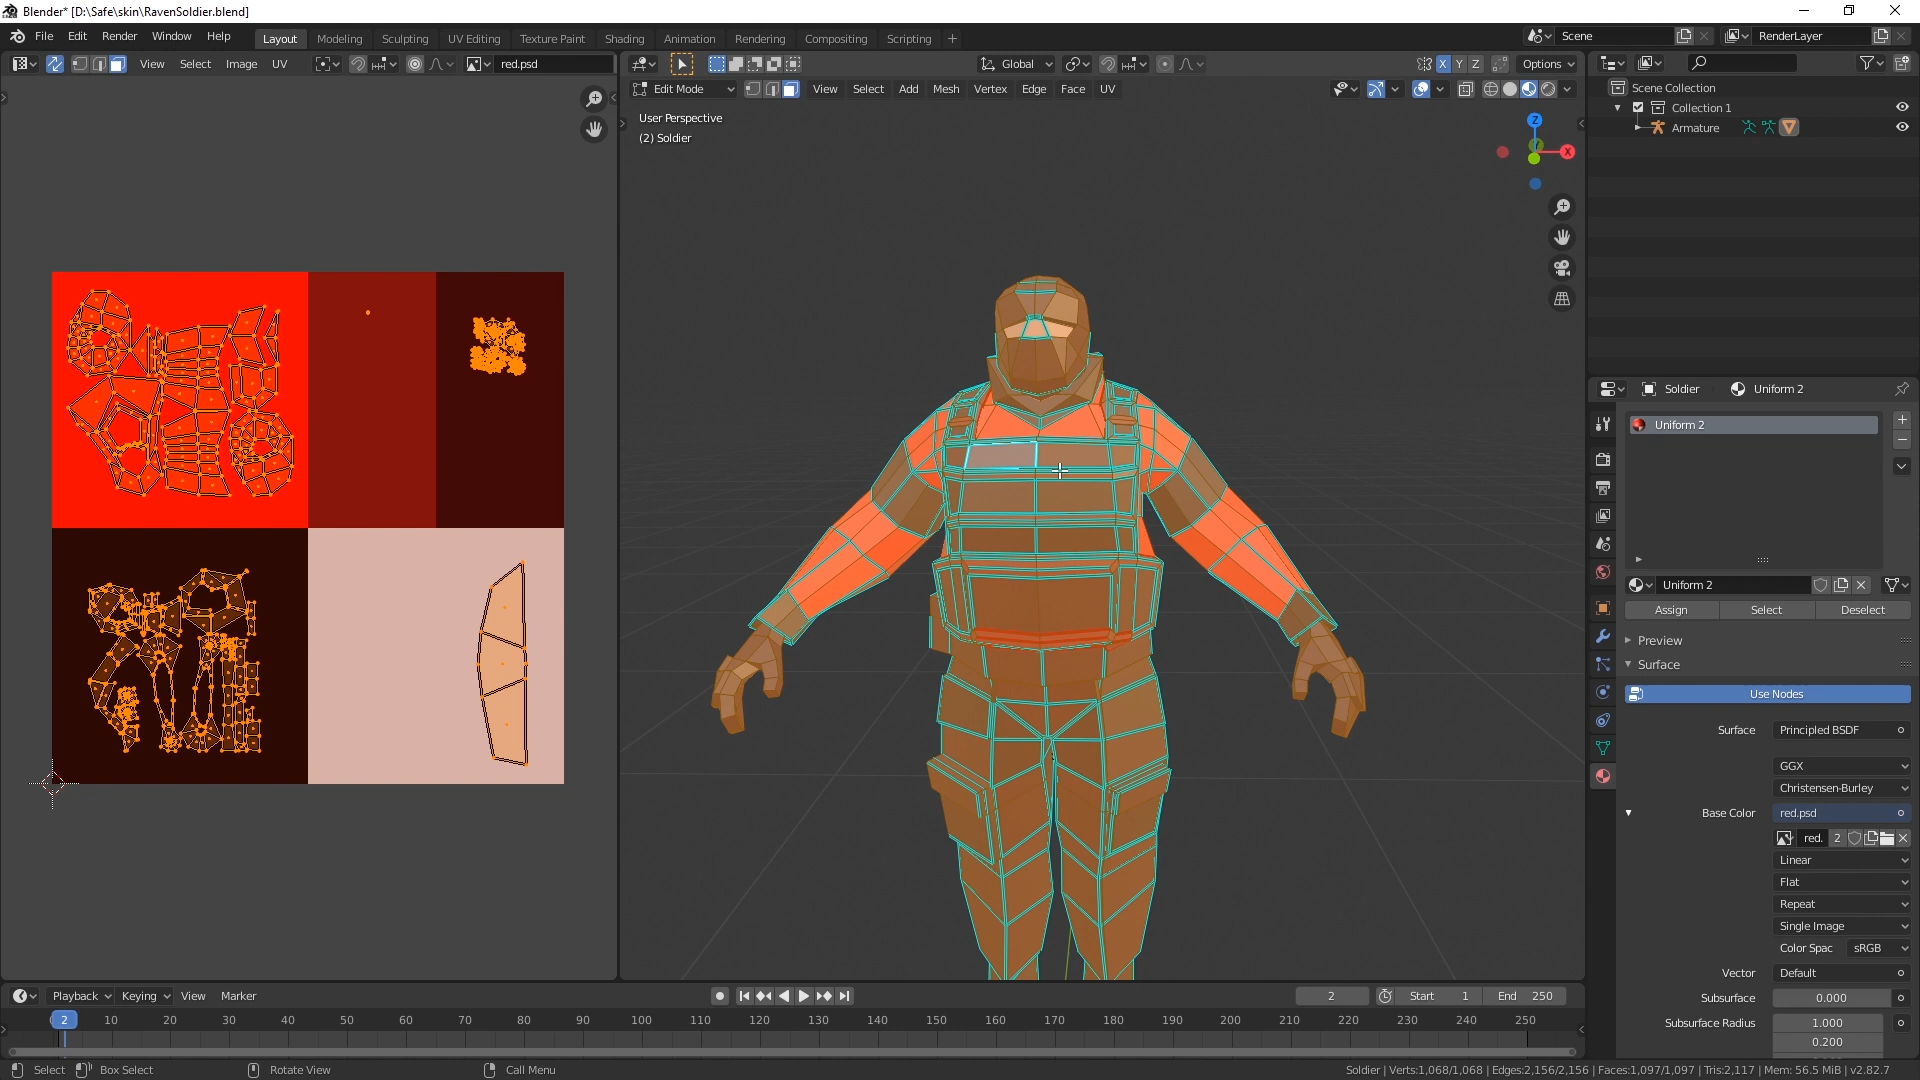 Blender* [D:\Safe\skin\RavenSoldier.blend]
File Edit Render Window Help Layout Modeling Sculpting UV Editing Texture Paint Shading Animation Rendering Compositing Scripting + Scene RenderLayer
View Select Image UV red.psd Global X Y Z Options
Edit Mode View Select Add Mesh Vertex Edge Face UV
Scene Collection
Collection 1
Armature
User Perspective
(2) Soldier
Z
X
Soldier Uniform 2
Uniform 2
Uniform 2
Assign Select Deselect
Preview
Surface
Use Nodes
Surface Principled BSDF
GGX
Christensen-Burley
Base Color red.psd
red. 2
Linear
Flat
Repeat
Single Image
Color Spac sRGB
Vector Default
Subsurface 0.000
Subsurface Radius 1.000
0.200
Playback Keying View Marker 2 Start 1 End 250
2 10 20 30 40 50 60 70 80 90 100 110 120 130 140 150 160 170 180 190 200 210 220 230 240 250
Select Box Select Rotate View Call Menu Soldier | Verts:1,068/1,068 | Edges:2,156/2,156 | Faces:1,097/1,097 | Tris:2,117 | Mem: 56.5 MiB | v2.82.7